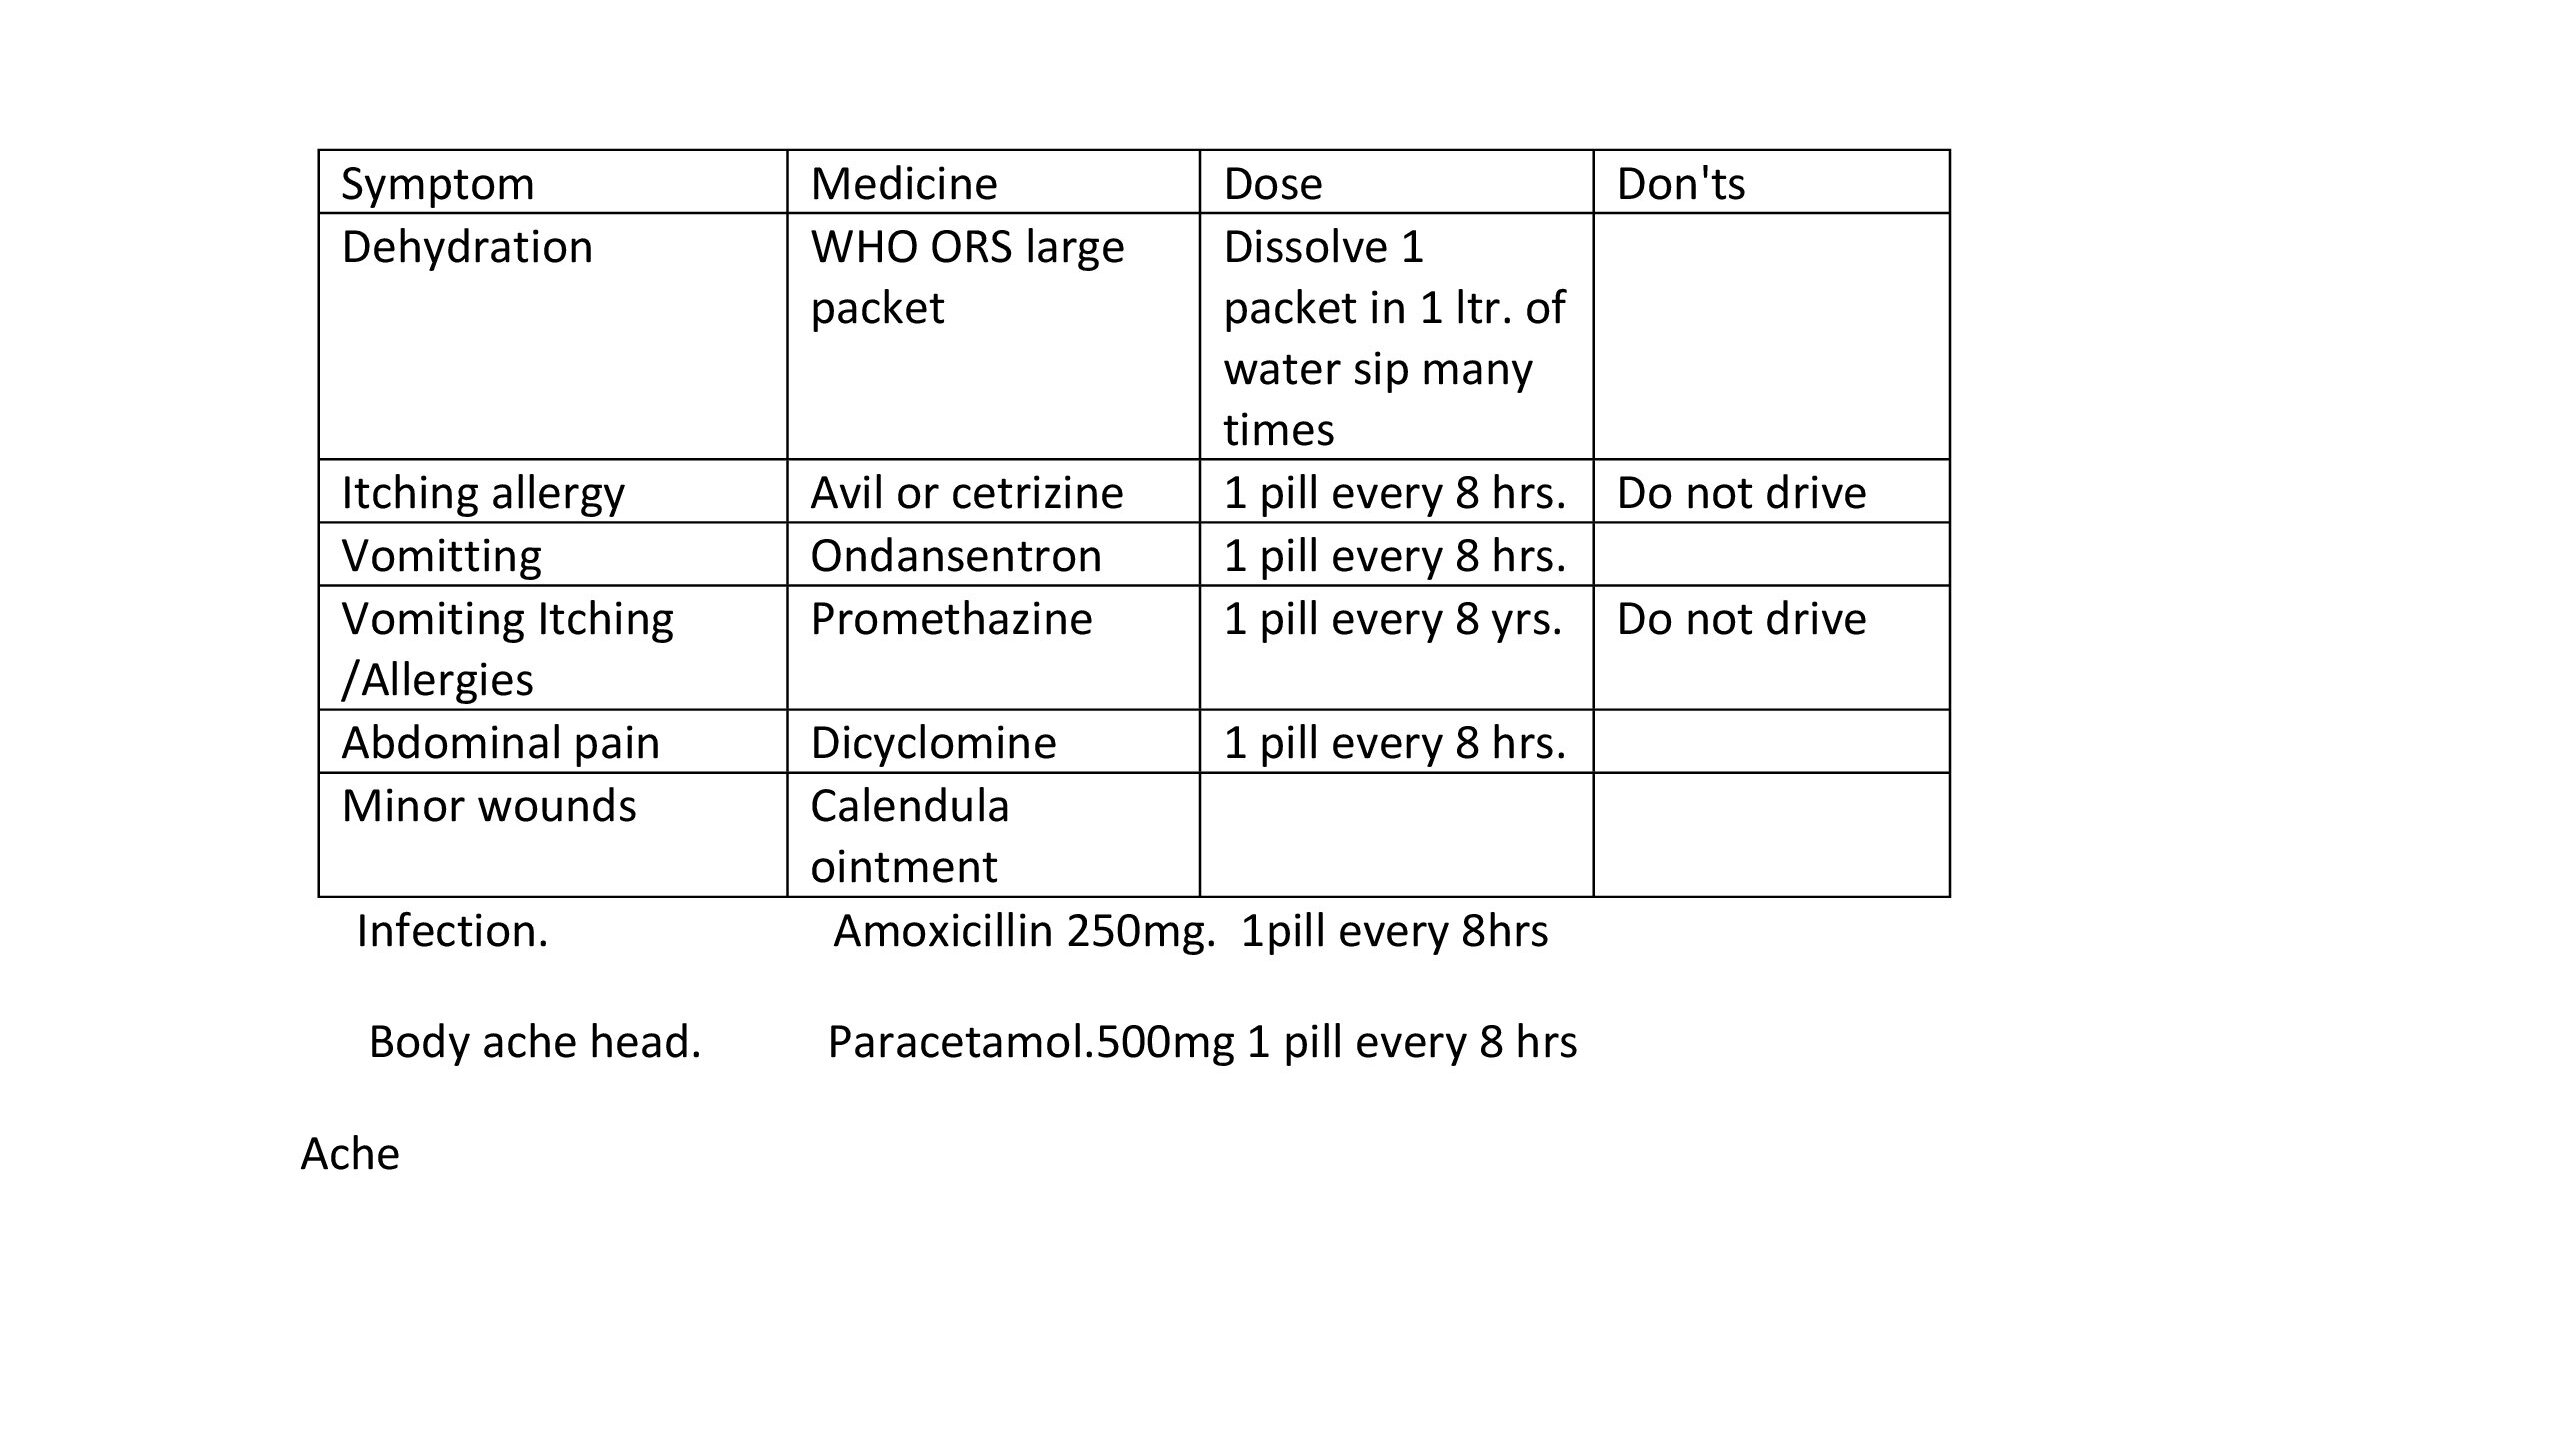 Symptom Medicine Dose Don'ts
Dehydration WHO ORS large Dissolve 1
packet packet in 1 ltr. of
water sip many
times
Itching allergy Avil or cetrizine 1 pill every 8 hrs. Do not drive
Vomitting Ondansentron 1 pill every 8 hrs.
Vomiting Itching Promethazine 1 pill every 8 yrs. Do not drive
/Allergies
Abdominal pain Dicyclomine 1 pill every 8 hrs.
Minor wounds Calendula
ointment
Infection. Amoxicillin 250mg. 1pill every 8hrs
Body ache head. Paracetamol.500mg 1 pill every 8 hrs
Ache